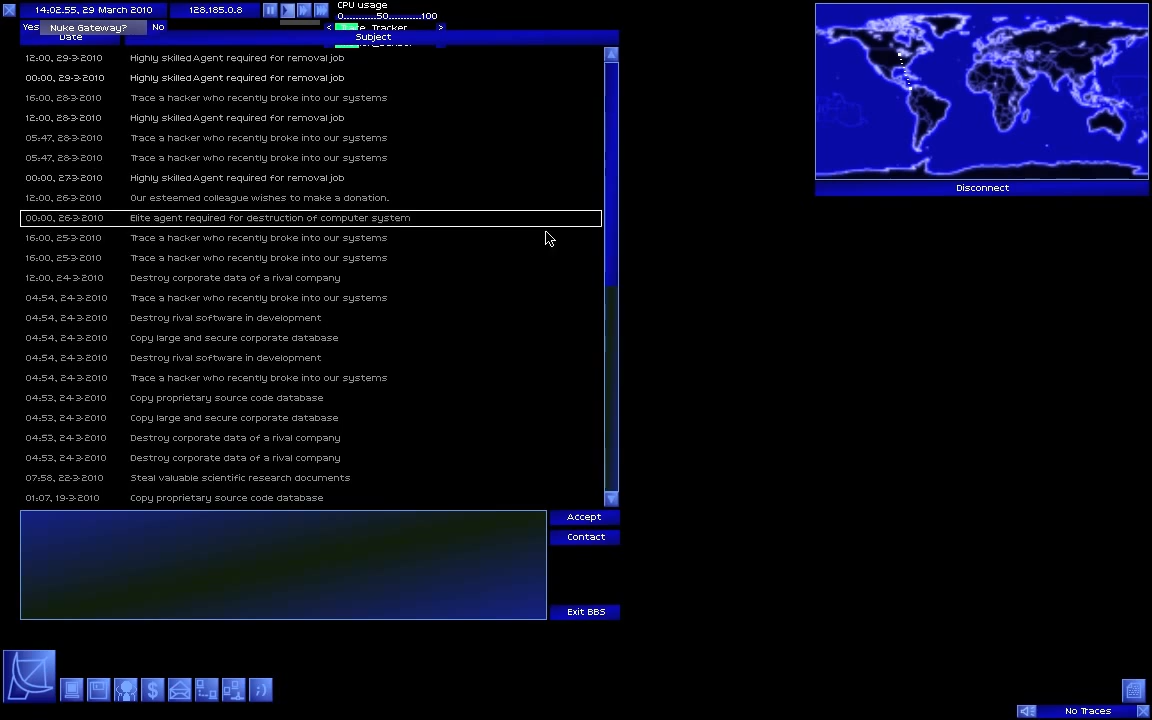 14:02.55, 29 March 2010 128.185.0.8 CPU usage
0.........50........100
Yes Nuke Gateway? No < Trace_Tracker >
Date Subject
12:00, 29-3-2010 Highly skilled Agent required for removal job
00:00, 29-3-2010 Highly skilled Agent required for removal job
16:00, 28-3-2010 Trace a hacker who recently broke into our systems
12:00, 28-3-2010 Highly skilled Agent required for removal job
05:47, 28-3-2010 Trace a hacker who recently broke into our systems
05:47, 28-3-2010 Trace a hacker who recently broke into our systems
00:00, 27-3-2010 Highly skilled Agent required for removal job
12:00, 26-3-2010 Our esteemed colleague wishes to make a donation.
00:00, 26-3-2010 Elite agent required for destruction of computer system
16:00, 25-3-2010 Trace a hacker who recently broke into our systems
16:00, 25-3-2010 Trace a hacker who recently broke into our systems
12:00, 24-3-2010 Destroy corporate data of a rival company
04:54, 24-3-2010 Trace a hacker who recently broke into our systems
04:54, 24-3-2010 Destroy rival software in development
04:54, 24-3-2010 Copy large and secure corporate database
04:54, 24-3-2010 Destroy rival software in development
04:54, 24-3-2010 Trace a hacker who recently broke into our systems
04:53, 24-3-2010 Copy proprietary source code database
04:53, 24-3-2010 Copy large and secure corporate database
04:53, 24-3-2010 Destroy corporate data of a rival company
04:53, 24-3-2010 Destroy corporate data of a rival company
07:58, 22-3-2010 Steal valuable scientific research documents
01:07, 19-3-2010 Copy proprietary source code database
Accept
Contact
Exit BBS
Disconnect
No Traces